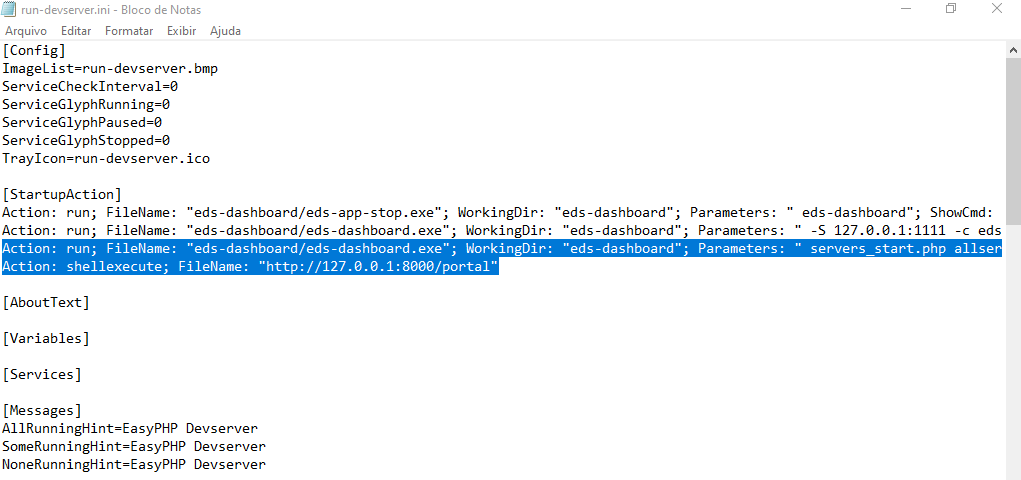 run-devserver.ini - Bloco de Notas
Arquivo Editar Formatar Exibir Ajuda
[Config]
ImageList=run-devserver.bmp
ServiceCheckInterval=0
ServiceGlyphRunning=0
ServiceGlyphPaused=0
ServiceGlyphStopped=0
TrayIcon=run-devserver.ico
[StartupAction]
Action: run; FileName: "eds-dashboard/eds-app-stop.exe"; WorkingDir: "eds-dashboard"; Parameters: " eds-dashboard"; ShowCmd:
Action: run; FileName: "eds-dashboard/eds-dashboard.exe"; WorkingDir: "eds-dashboard"; Parameters: " -S 127.0.0.1:1111 -c eds
Action: run; FileName: "eds-dashboard/eds-dashboard.exe"; WorkingDir: "eds-dashboard"; Parameters: " servers_start.php allser
Action: shellexecute; FileName: "http://127.0.0.1:8000/portal"
[AboutText]
[Variables]
[Services]
[Messages]
AllRunningHint=EasyPHP Devserver
SomeRunningHint=EasyPHP Devserver
NoneRunningHint=EasyPHP Devserver